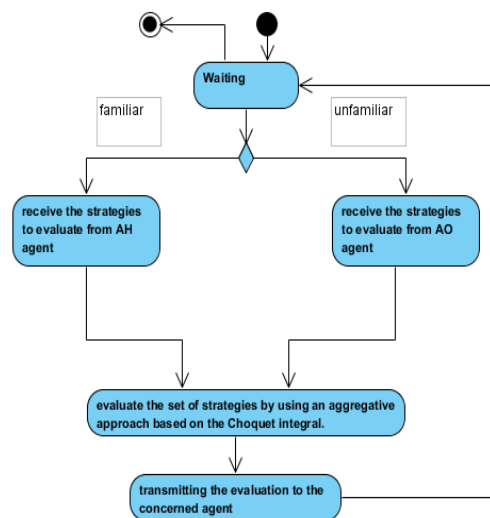 Waiting
familiar
unfamiliar
receive the strategies
to evaluate from AH
agent
receive the strategies
to evaluate from AO
agent
evaluate the set of strategies by using an aggregative
approach based on the Choquet integral.
transmitting the evaluation to the
concerned agent